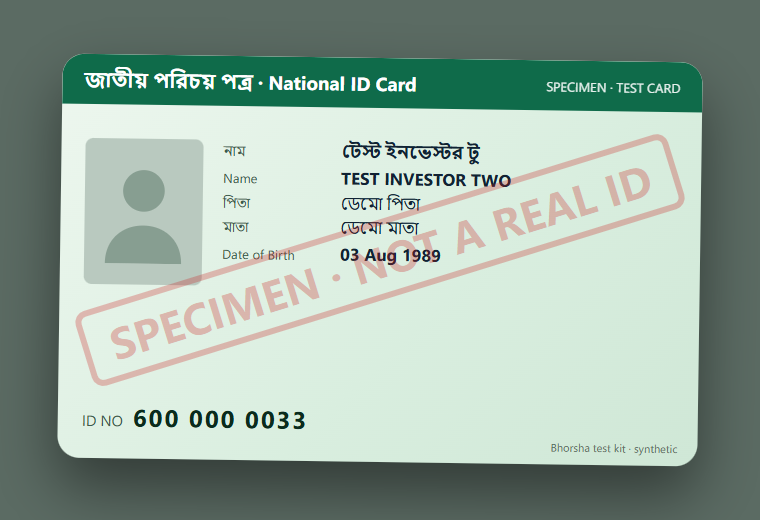 জাতীয় পরিচয় পত্র · National ID Card
SPECIMEN · TEST CARD
নাম টেস্ট ইনভেস্টর টু
Name TEST INVESTOR TWO
পিতা ডেমো পিতা
মাতা ডেমো মাতা
Date of Birth 03 Aug 1989
SPECIMEN · NOT A REAL ID
ID NO 600 000 0033
Bhorsha test kit · synthetic